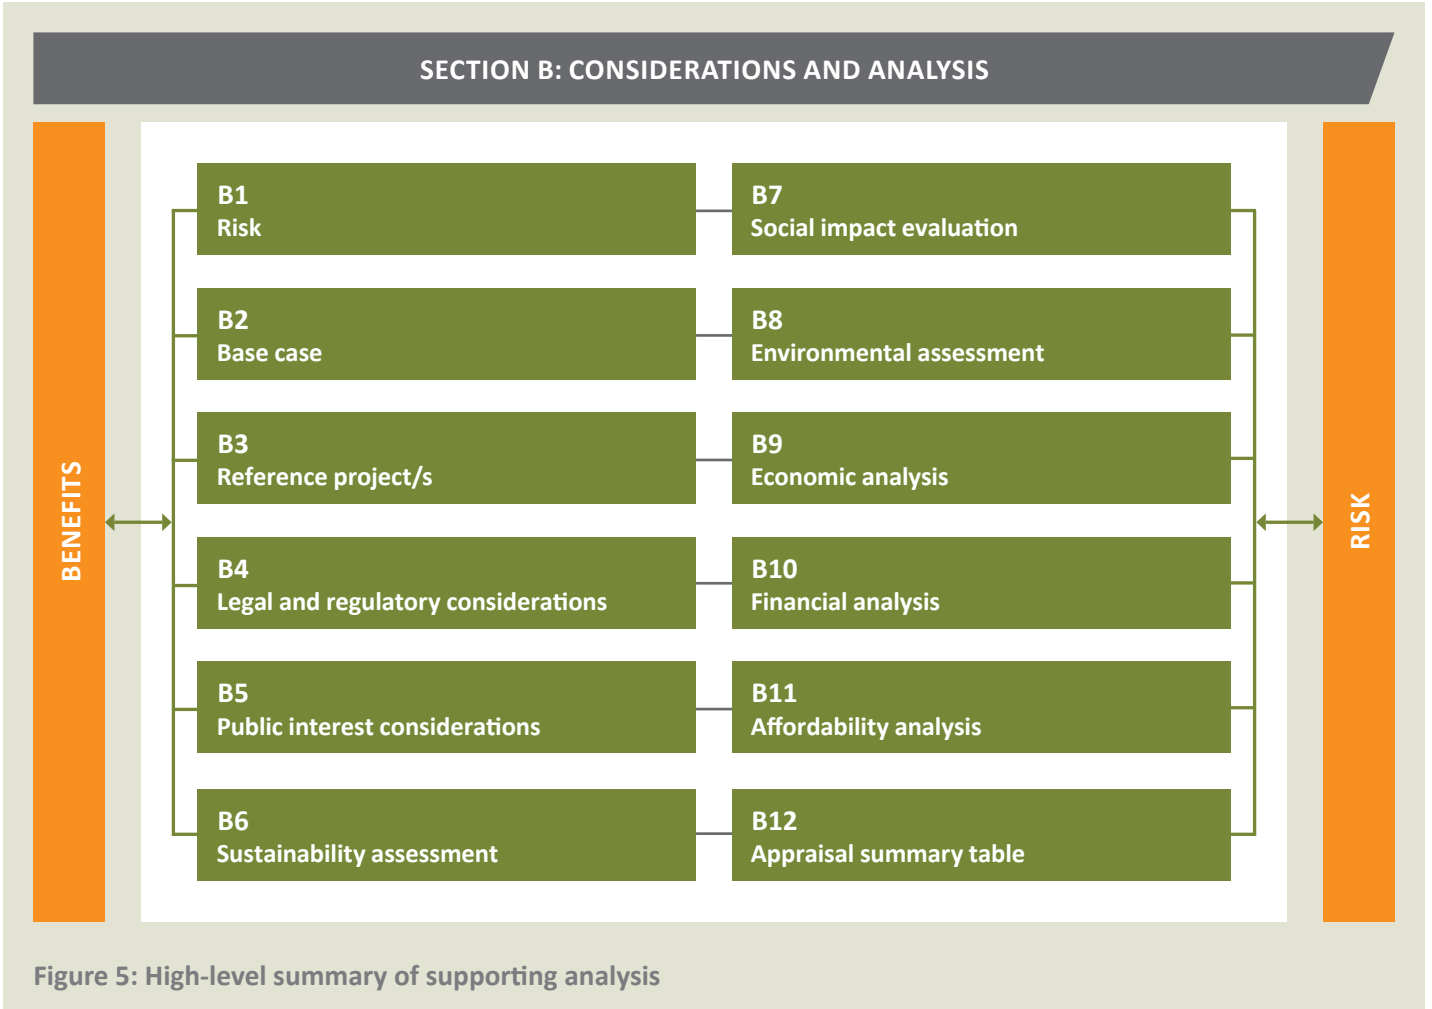 SECTION B: CONSIDERATIONS AND ANALYSIS
BENEFITS
B1
Risk
B2
Base case
B3
Reference project/s
B4
Legal and regulatory considerations
B5
Public interest considerations
B6
Sustainability assessment
B7
Social impact evaluation
B8
Environmental assessment
B9
Economic analysis
B10
Financial analysis
B11
Affordability analysis
B12
Appraisal summary table
RISK
Figure 5: High-level summary of supporting analysis